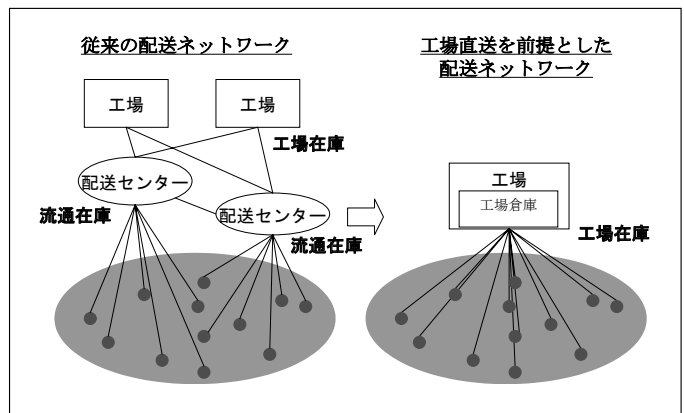 従来の配送ネットワーク
工場
工場
工場在庫
配送センター
流通在庫
配送センター
流通在庫
工場直送を前提とした
配送ネットワーク
工場
工場倉庫
工場在庫